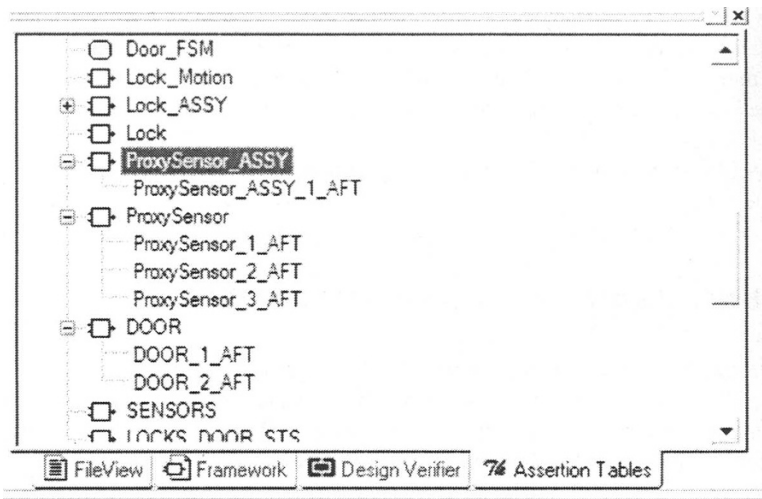 Door_FSM
Lock_Motion
Lock_ASSY
Lock
ProxySensor_ASSY
ProxySensor_ASSY_1_AFT
ProxySensor
ProxySensor_1_AFT
ProxySensor_2_AFT
ProxySensor_3_AFT
DOOR
DOOR_1_AFT
DOOR_2_AFT
SENSORS
LOCKS_DOOR_STS
FileView Framework Design Verifier Assertion Tables